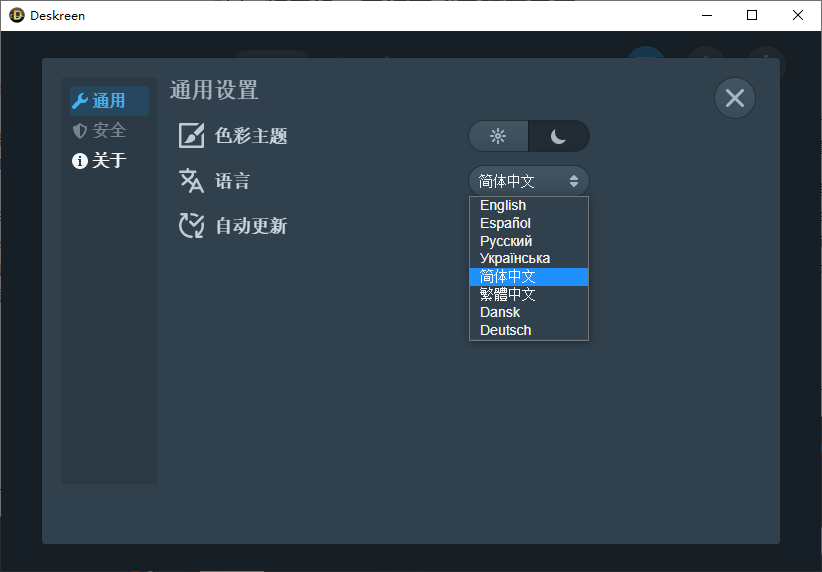 Deskreen
通用
安全
关于
通用设置
色彩主题
语言
简体中文
自动更新
English
Español
Русский
Українська
简体中文
繁體中文
Dansk
Deutsch